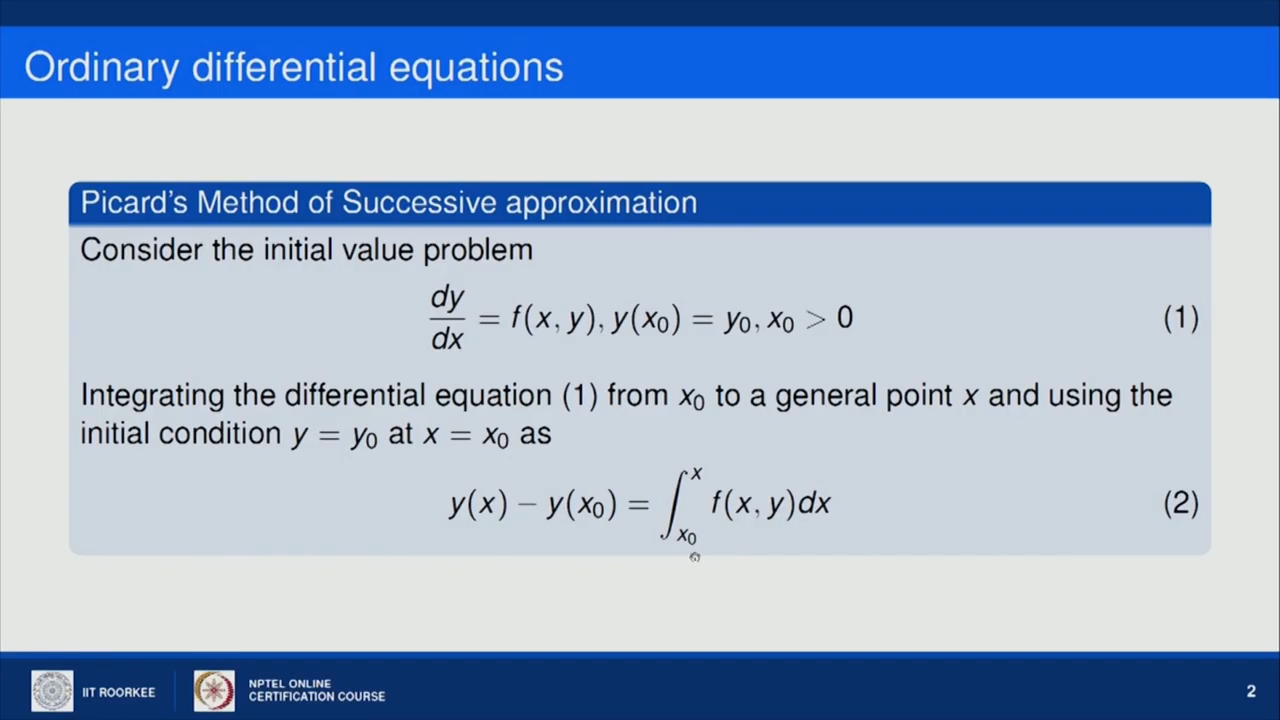 Ordinary differential equations
Picard's Method of Successive approximation
Consider the initial value problem
dy/dx = f(x, y), y(x₀) = y₀, x₀ > 0 (1)
Integrating the differential equation (1) from x₀ to a general point x and using the
initial condition y = y₀ at x = x₀ as
y(x) − y(x₀) = ∫_{x₀}^{x} f(x, y)dx (2)
IIT ROORKEE
NPTEL ONLINE
CERTIFICATION COURSE
2